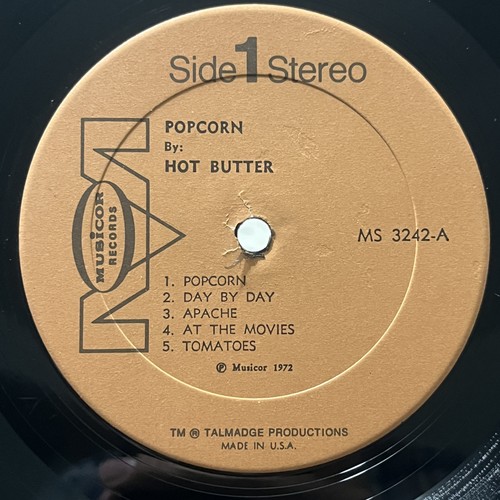 Side 1 Stereo
POPCORN
By:
HOT BUTTER
MUSICOR
RECORDS
MS 3242-A
1. POPCORN
2. DAY BY DAY
3. APACHE
4. AT THE MOVIES
5. TOMATOES
℗ Musicor 1972
TM ® TALMADGE PRODUCTIONS
MADE IN U.S.A.